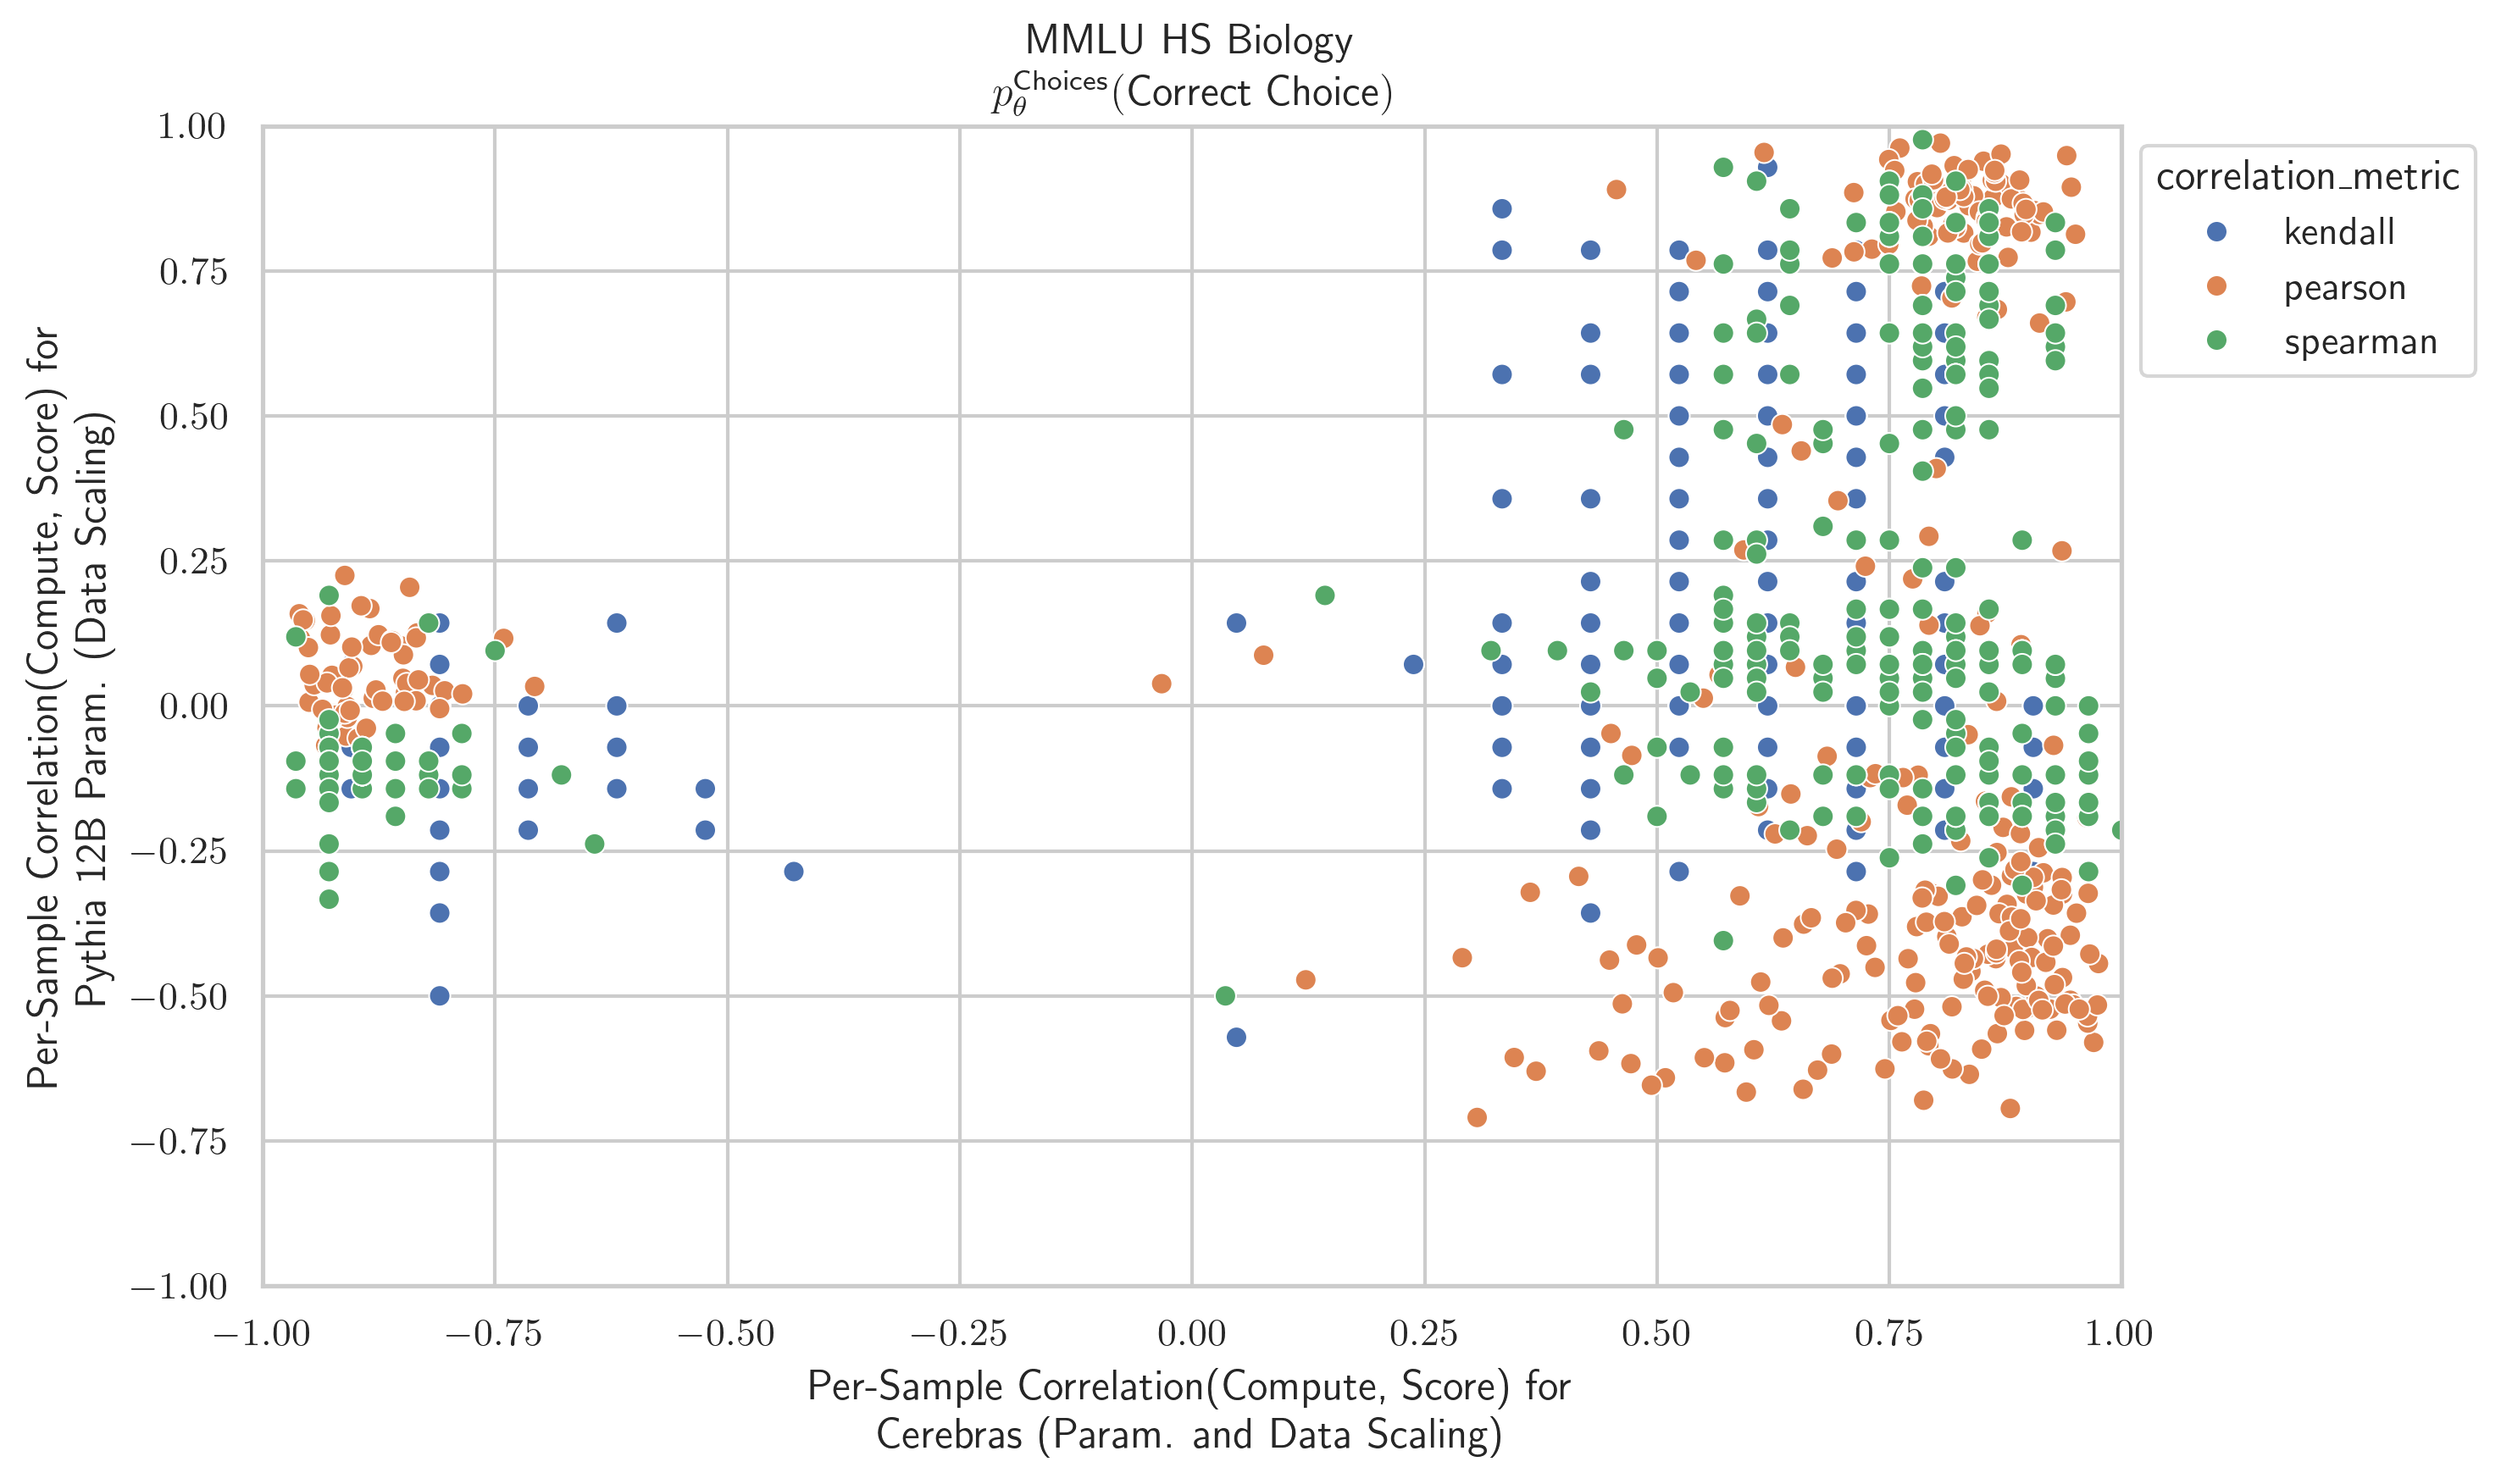 MMLU HS Biology
p_θ^Choices(Correct Choice)
1.00
0.75
0.50
0.25
0.00
−0.25
−0.50
−0.75
−1.00
Per-Sample Correlation(Compute, Score) for
Pythia 12B Param. (Data Scaling)
correlation_metric
kendall
pearson
spearman
−1.00 −0.75 −0.50 −0.25 0.00 0.25 0.50 0.75 1.00
Per-Sample Correlation(Compute, Score) for
Cerebras (Param. and Data Scaling)